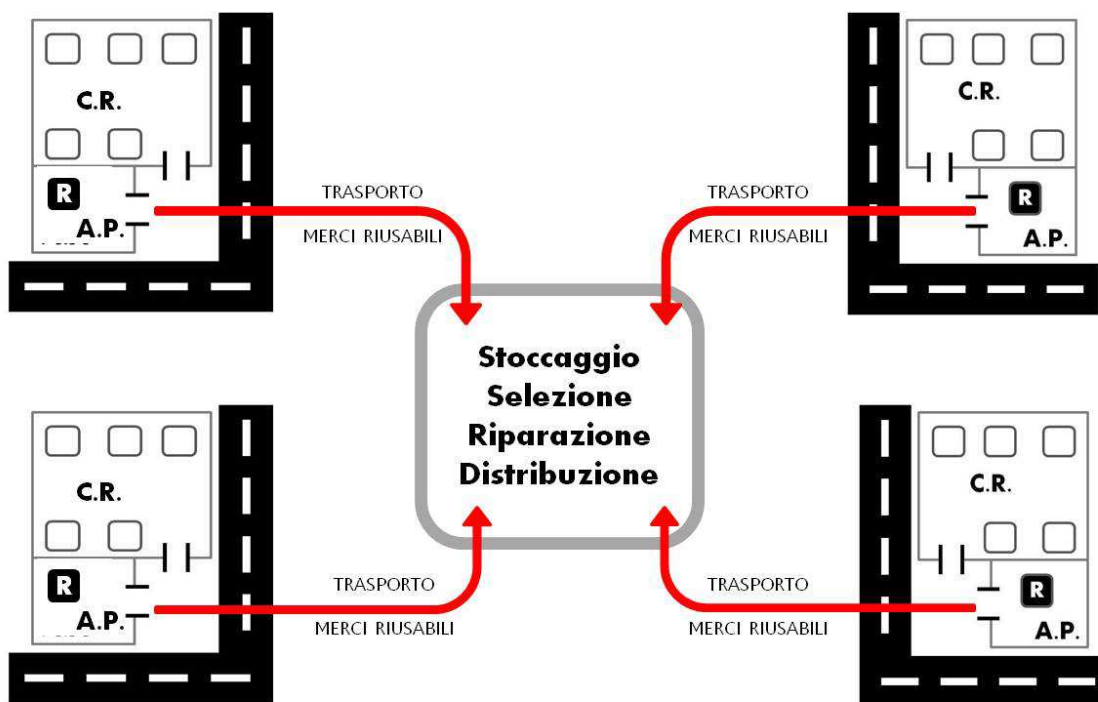 C.R.
R
A.P.
TRASPORTO
MERCI RIUSABILI
C.R.
R
A.P.
TRASPORTO
MERCI RIUSABILI
Stoccaggio
Selezione
Riparazione
Distribuzione
C.R.
R
A.P.
TRASPORTO
MERCI RIUSABILI
C.R.
R
A.P.
TRASPORTO
MERCI RIUSABILI